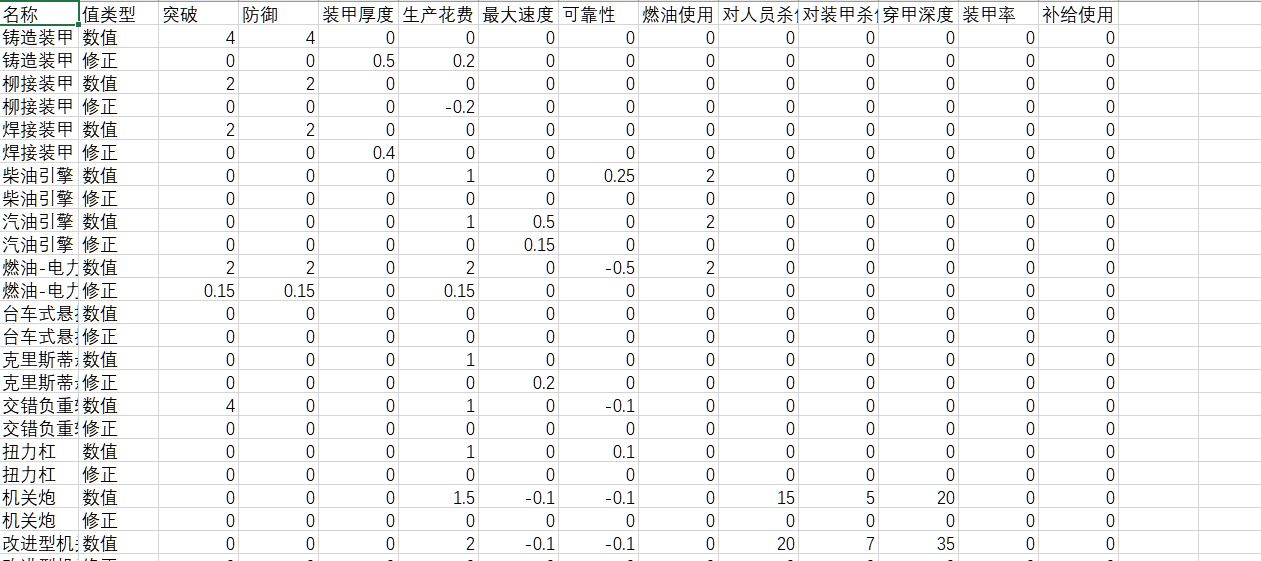 名称 值类型 突破 防御 装甲厚度 生产花费 最大速度 可靠性 燃油使用 对人员杀 对装甲杀 穿甲深度 装甲率 补给使用
铸造装甲 数值 4 4 0 0 0 0 0 0 0 0 0 0
铸造装甲 修正 0 0 0.5 0.2 0 0 0 0 0 0 0 0
柳接装甲 数值 2 2 0 0 0 0 0 0 0 0 0 0
柳接装甲 修正 0 0 0 -0.2 0 0 0 0 0 0 0 0
焊接装甲 数值 2 2 0 0 0 0 0 0 0 0 0 0
焊接装甲 修正 0 0 0.4 0 0 0 0 0 0 0 0 0
柴油引擎 数值 0 0 0 1 0 0.25 2 0 0 0 0 0
柴油引擎 修正 0 0 0 0 0 0 0 0 0 0 0 0
汽油引擎 数值 0 0 0 1 0.5 0 2 0 0 0 0 0
汽油引擎 修正 0 0 0 0 0.15 0 0 0 0 0 0 0
燃油-电力 数值 2 2 0 2 0 -0.5 2 0 0 0 0 0
燃油-电力 修正 0.15 0.15 0 0.15 0 0 0 0 0 0 0 0
台车式悬 数值 0 0 0 0 0 0 0 0 0 0 0 0
台车式悬 修正 0 0 0 0 0 0 0 0 0 0 0 0
克里斯蒂 数值 0 0 0 1 0 0 0 0 0 0 0 0
克里斯蒂 修正 0 0 0 0 0.2 0 0 0 0 0 0 0
交错负重 数值 4 0 0 1 0 -0.1 0 0 0 0 0 0
交错负重 修正 0 0 0 0 0 0 0 0 0 0 0 0
扭力杠 数值 0 0 0 1 0 0.1 0 0 0 0 0 0
扭力杠 修正 0 0 0 0 0 0 0 0 0 0 0 0
机关炮 数值 0 0 0 1.5 -0.1 -0.1 0 15 5 20 0 0
机关炮 修正 0 0 0 0 0 0 0 0 0 0 0 0
改进型机 数值 0 0 0 2 -0.1 -0.1 0 20 7 35 0 0